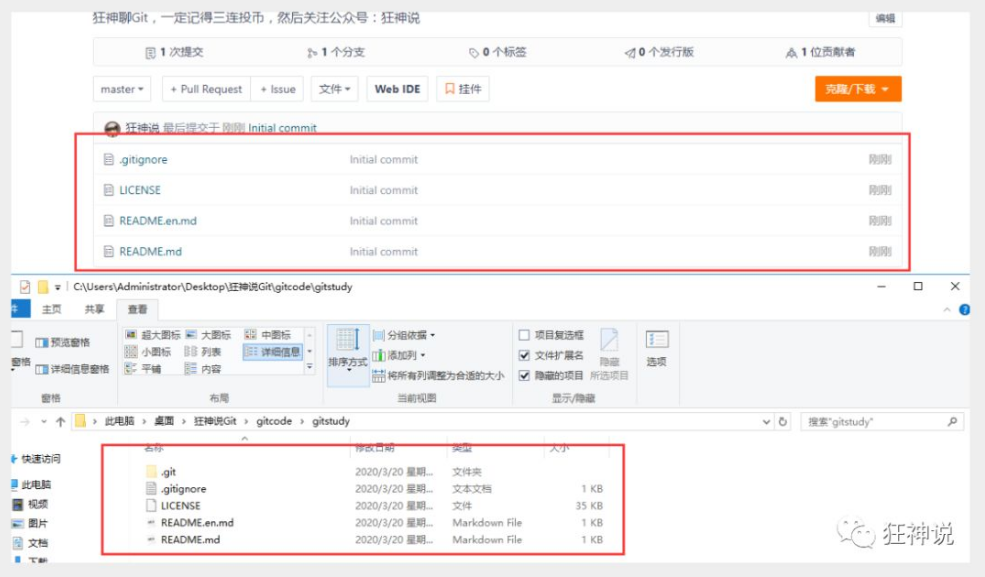 狂神聊Git，一定记得三连投币，然后关注公众号：狂神说 编辑
1 次提交 1 个分支 0 个标签 0 个发行版 1 位贡献者
master + Pull Request + Issue 文件 Web IDE 挂件 克隆/下载
狂神说 最后提交于 刚刚 Initial commit
.gitignore Initial commit 刚刚
LICENSE Initial commit 刚刚
README.en.md Initial commit 刚刚
README.md Initial commit 刚刚
C:\Users\Administrator\Desktop\狂神说Git\gitcode\gitstudy
主页 共享 查看
预览窗格 超大图标 大图标 中图标 分组依据 项目复选框
窗格 小图标 列表 详细信息 排序方式 添加列 文件扩展名 隐藏 选项
详细信息窗格 平铺 内容 将所有列调整为合适的大小 隐藏的项目 所选项目
窗格 布局 当前视图 显示/隐藏
此电脑 桌面 狂神说Git gitcode gitstudy 搜索"gitstudy"
名称 修改日期 类型 大小
快速访问
.git 2020/3/20 星期... 文件夹
此电脑
.gitignore 2020/3/20 星期... 文本文档 1 KB
视频
LICENSE 2020/3/20 星期... 文件 35 KB
图片
README.en.md 2020/3/20 星期... Markdown File 1 KB
文档
README.md 2020/3/20 星期... Markdown File 1 KB
下载
狂神说